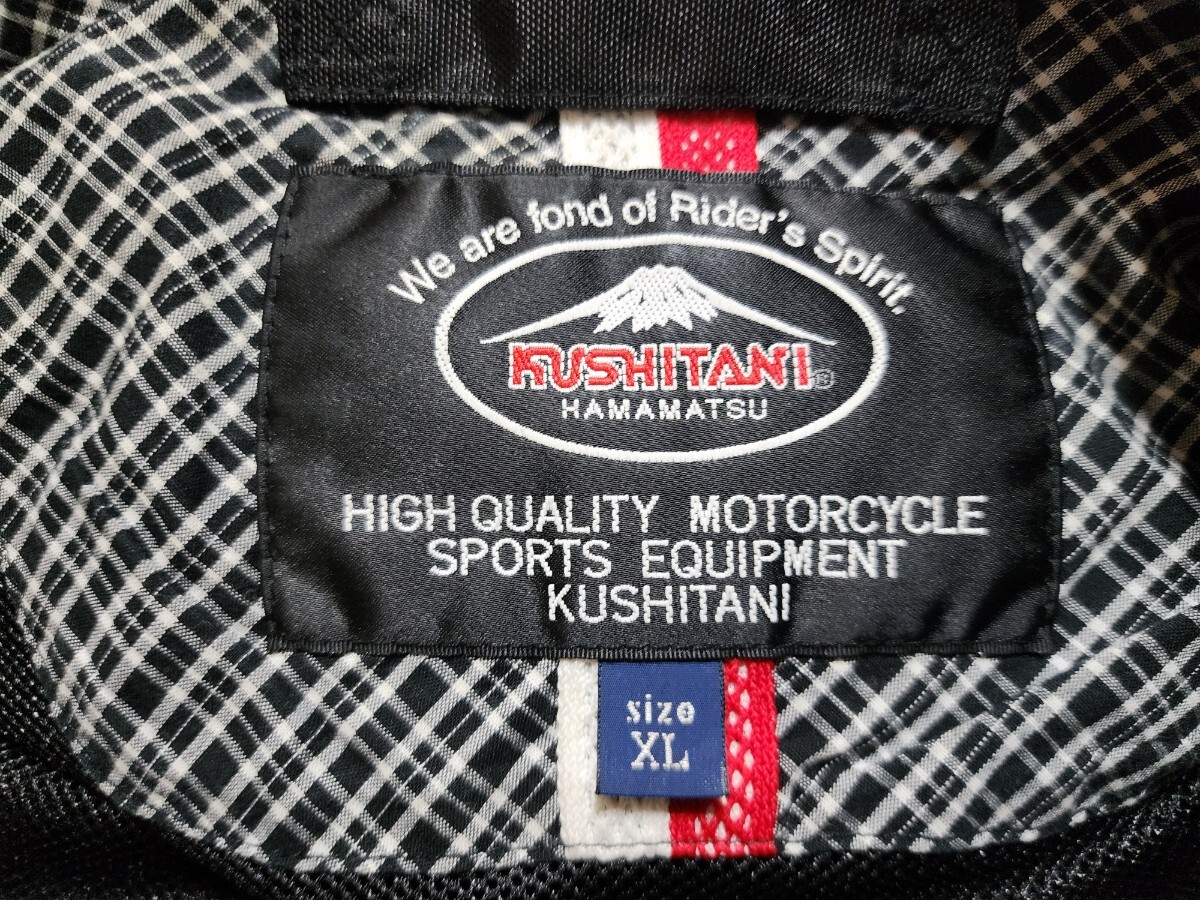 We are fond of Rider's Spirit.
KUSHITANI®
HAMAMATSU
HIGH QUALITY MOTORCYCLE
SPORTS EQUIPMENT
KUSHITANI
size
XL